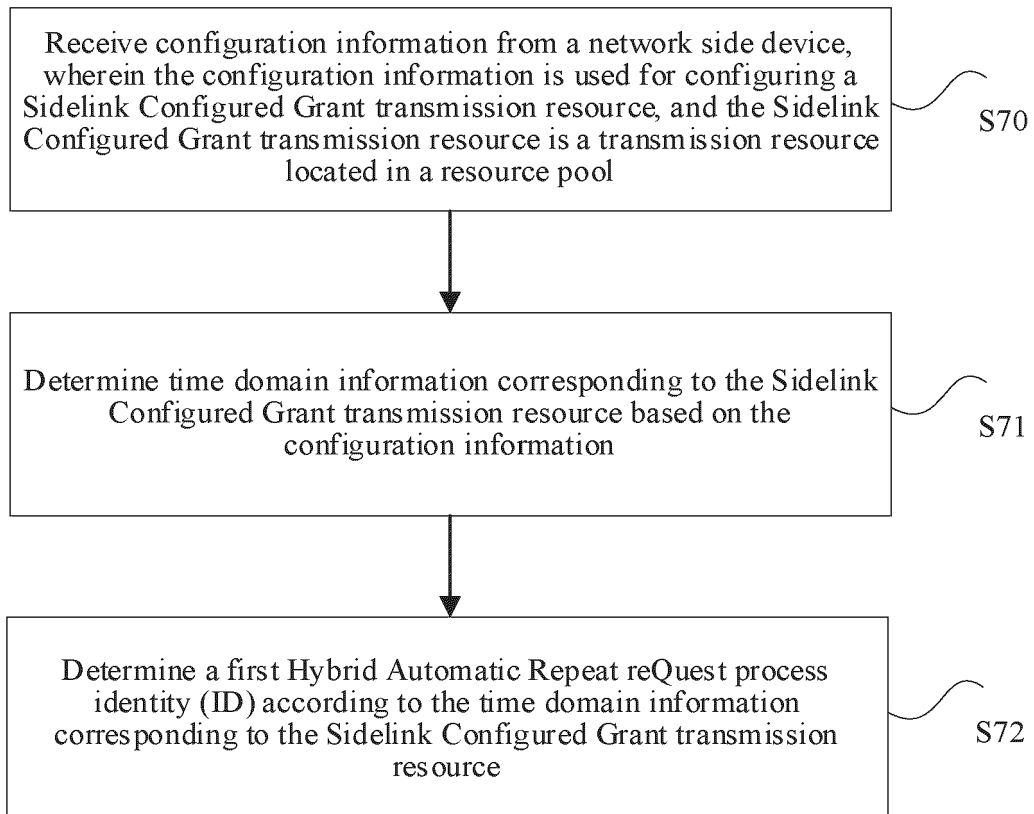 Receive configuration information from a network side device,
wherein the configuration information is used for configuring a
Sidelink Configured Grant transmission resource, and the Sidelink
Configured Grant transmission resource is a transmission resource
located in a resource pool
S70
Determine time domain information corresponding to the Sidelink
Configured Grant transmission resource based on the
configuration information
S71
Determine a first Hybrid Automatic Repeat reQuest process
identity (ID) according to the time domain information
corresponding to the Sidelink Configured Grant transmission
resource
S72